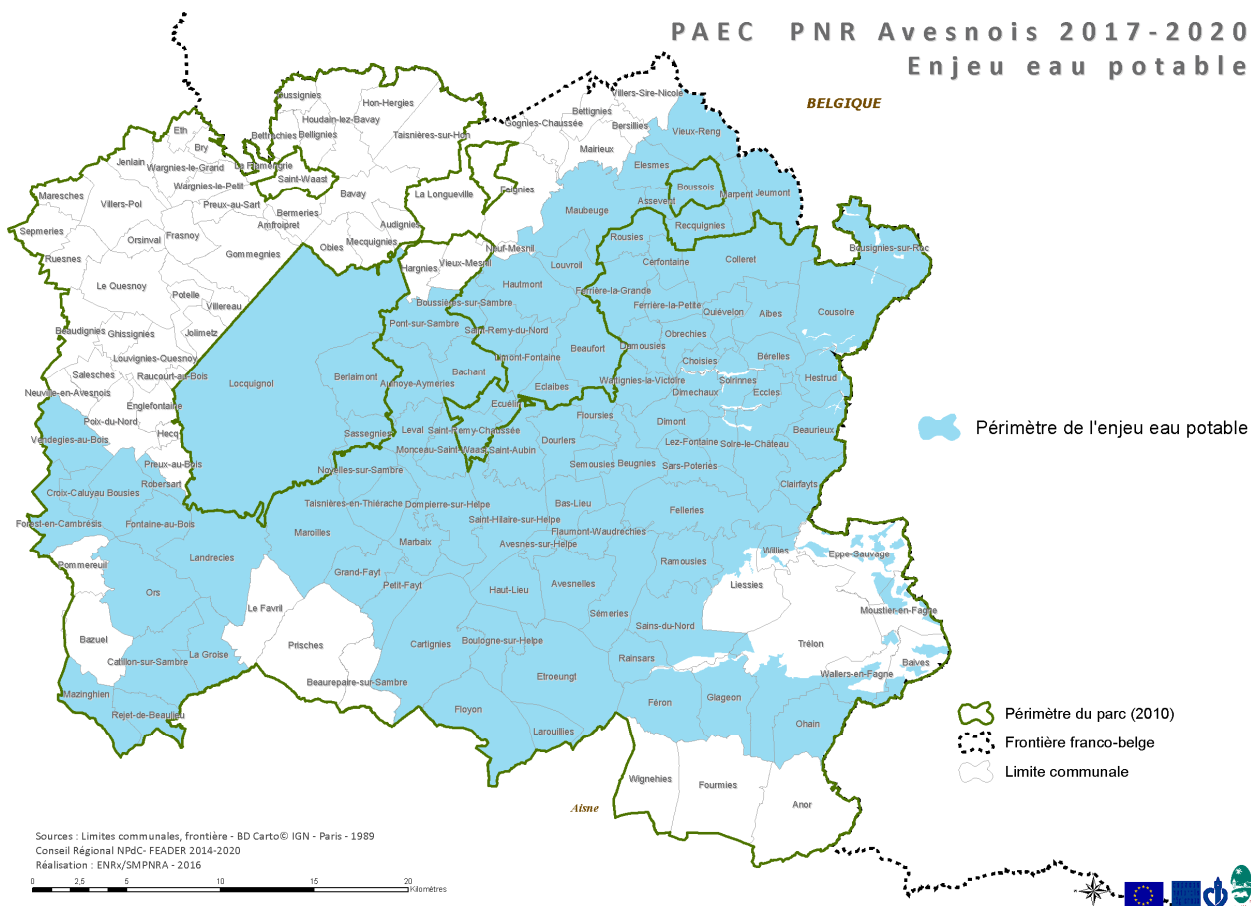 PAEC PNR Avesnois 2017-2020
Enjeu eau potable
BELGIQUE
Villers-Sire-Nicole
Hon-Hergies
Bettignies
Houdain-lez-Bavay
Gognies-Chaussée
Bersillies
Eth
Bettrechies
Bellignies
Taisnières-sur-Hon
Vieux-Reng
Bry
Mairieux
Jenlain
Wargnies-le-Grand
La Flamengrie
Elesmes
Saint-Waast
Wargnies-le-Petit
Boussois
Feignies
Maresches
Bavay
La Longueville
Marpent
Jeumont
Villers-Pol
Preux-au-Sart
Assevent
Bermeries
Maubeuge
Amfroipret
Audignies
Recquignies
Sepmeries
Orsinval
Frasnoy
Mecquignies
Rousies
Obies
Neuf-Mesnil
Bousignies-sur-Roc
Gommegnies
Ruesnes
Vieux-Mesnil
Cerfontaine
Colleret
Hargnies
Louvroil
Le Quesnoy
Hautmont
Potelle
Ferrière-la-Grande
Villereau
Boussières-sur-Sambre
Ferrière-la-Petite
Quiévelon
Aibes
Cousolre
Pont-sur-Sambre
Beaudignies
Ghissignies
Jolimetz
Saint-Remy-du-Nord
Obrechies
Beaufort
Damousies
Louvignies-Quesnoy
Limont-Fontaine
Choisies
Bérelles
Salesches
Raucourt-au-Bois
Bachant
Locquignol
Berlaimont
Aulnoye-Aymeries
Eclaibes
Wattignies-la-Victoire
Solrinnes
Hestrud
Neuville-en-Avesnois
Dimechaux
Eccles
Englefontaine
Ecuélin
Floursies
Poix-du-Nord
Dimont
Hecq
Sassegnies
Leval
Saint-Remy-Chaussée
Beaurieux
Vendegies-au-Bois
Dourlers
Lez-Fontaine
Solre-le-Château
Monceau-Saint-Waast
Saint-Aubin
Preux-au-Bois
Noyelles-sur-Sambre
Semousies
Beugnies
Sars-Poteries
Robersart
Clairfayts
Croix-Caluyau
Bousies
Taisnières-en-Thiérache
Dompierre-sur-Helpe
Bas-Lieu
Felleries
Forest-en-Cambrésis
Fontaine-au-Bois
Saint-Hilaire-sur-Helpe
Maroilles
Flaumont-Waudrechies
Marbaix
Avesnes-sur-Helpe
Willies
Eppe-Sauvage
Landrecies
Ramousies
Pommereuil
Grand-Fayt
Petit-Fayt
Avesnelles
Liessies
Ors
Haut-Lieu
Le Favril
Sémeries
Moustier-en-Fagne
Sains-du-Nord
Bazuel
Prisches
Cartignies
Boulogne-sur-Helpe
Trélon
La Groise
Rainsars
Catillon-sur-Sambre
Baives
Etroeungt
Wallers-en-Fagne
Beaurepaire-sur-Sambre
Mazinghien
Féron
Glageon
Floyon
Rejet-de-Beaulieu
Ohain
Larouillies
Wignehies
Fourmies
Anor
Aisne
Périmètre de l'enjeu eau potable
Périmètre du parc (2010)
Frontière franco-belge
Limite communale
Sources : Limites communales, frontière - BD Carto© IGN - Paris - 1989
Conseil Régional NPdC- FEADER 2014-2020
Réalisation : ENRx/SMPNRA - 2016
0 2,5 5 10 15 20
Kilomètres